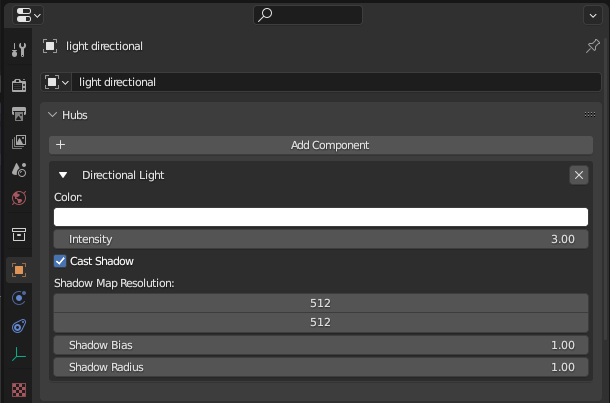 light directional
light directional
Hubs
Add Component
Directional Light
Color:
Intensity 3.00
Cast Shadow
Shadow Map Resolution:
512
512
Shadow Bias 1.00
Shadow Radius 1.00